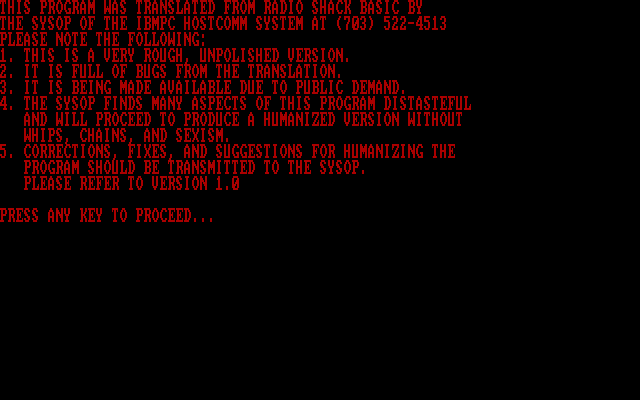 THIS PROGRAM WAS TRANSLATED FROM RADIO SHACK BASIC BY
THE SYSOP OF THE IBMPC HOSTCOMM SYSTEM AT (703) 522-4513
PLEASE NOTE THE FOLLOWING:
1. THIS IS A VERY ROUGH, UNPOLISHED VERSION.
2. IT IS FULL OF BUGS FROM THE TRANSLATION.
3. IT IS BEING MADE AVAILABLE DUE TO PUBLIC DEMAND.
4. THE SYSOP FINDS MANY ASPECTS OF THIS PROGRAM DISTASTEFUL
AND WILL PROCEED TO PRODUCE A HUMANIZED VERSION WITHOUT
WHIPS, CHAINS, AND SEXISM.
5. CORRECTIONS, FIXES, AND SUGGESTIONS FOR HUMANIZING THE
PROGRAM SHOULD BE TRANSMITTED TO THE SYSOP.
PLEASE REFER TO VERSION 1.0
PRESS ANY KEY TO PROCEED...